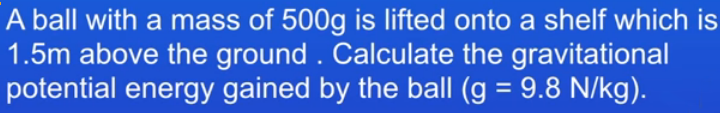 A ball with a mass of 500g is lifted onto a shelf which is
1.5m above the ground . Calculate the gravitational
potential energy gained by the ball (g = 9.8 N/kg).